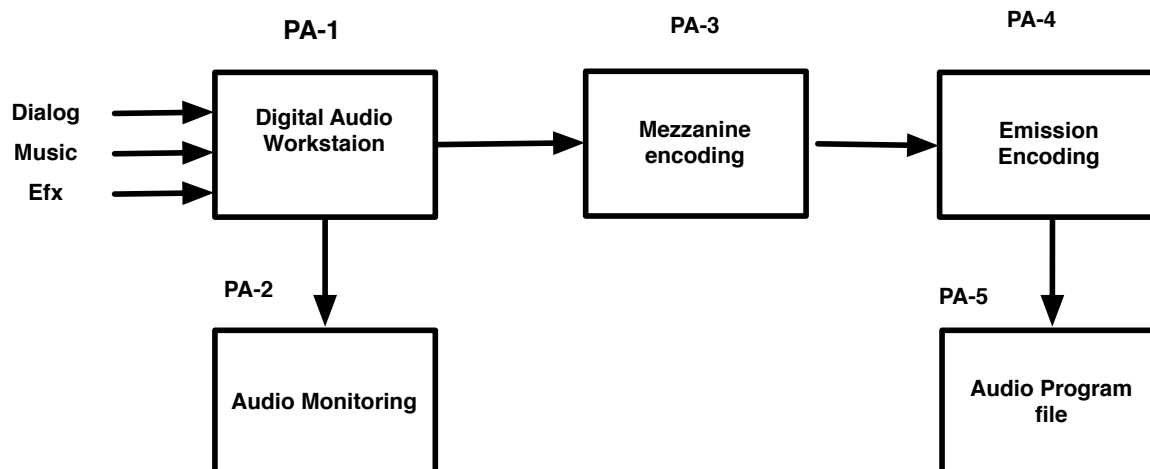 PA-1
PA-3
PA-4
Dialog
Music
Efx
Digital Audio
Workstaion
Mezzanine
encoding
Emission
Encoding
PA-2
PA-5
Audio Monitoring
Audio Program
file